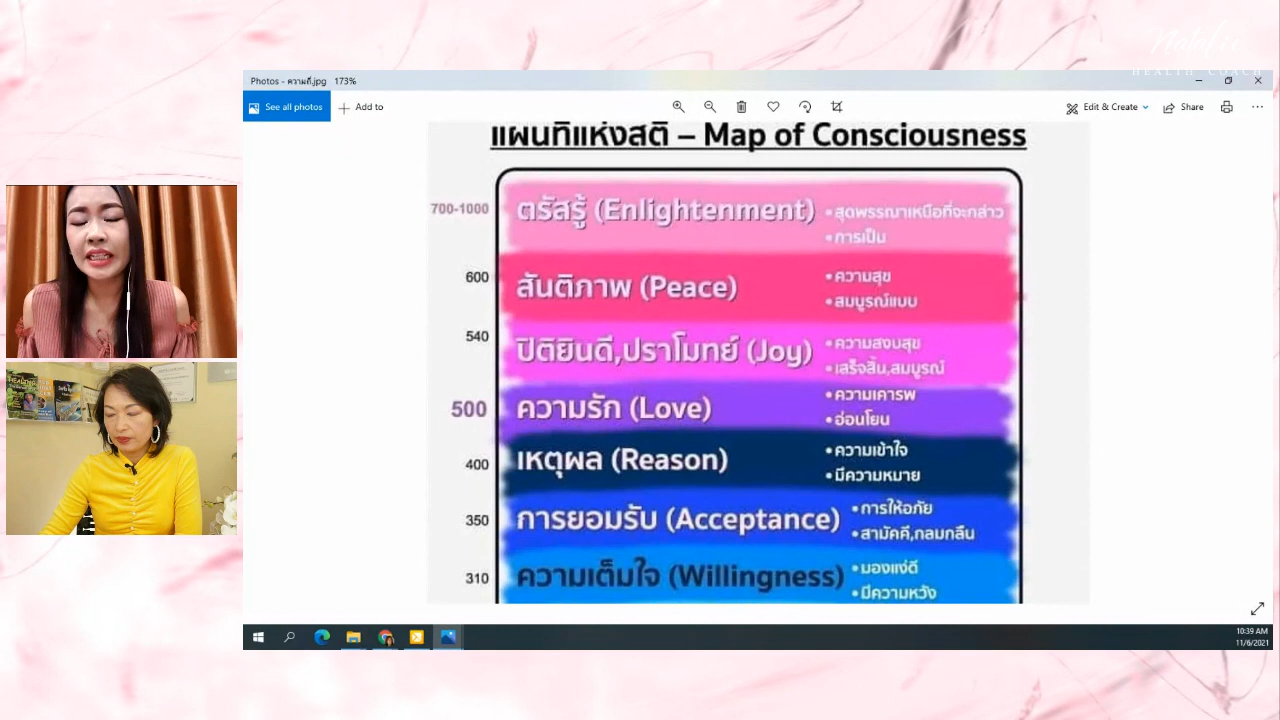 Natalie
HEALTH COACH
Photos - ความถี่.jpg 173%
See all photos
Add to
Edit & Create
Share
แผนที่แห่งสติ – Map of Consciousness
700-1000 ตรัสรู้ (Enlightenment) •สุดพรรณาเหนือที่จะกล่าว
•การเป็น
600 สันติภาพ (Peace) •ความสุข
•สมบูรณ์แบบ
540 ปิติยินดี,ปราโมทย์ (Joy) •ความสงบสุข
•เสร็จสิ้น,สมบูรณ์
500 ความรัก (Love) •ความเคารพ
•อ่อนโยน
400 เหตุผล (Reason) •ความเข้าใจ
•มีความหมาย
350 การยอมรับ (Acceptance) •การให้อภัย
•สามัคคี,กลมกลืน
310 ความเต็มใจ (Willingness) •มองแง่ดี
•มีความหวัง
10:39 AM
11/6/2021